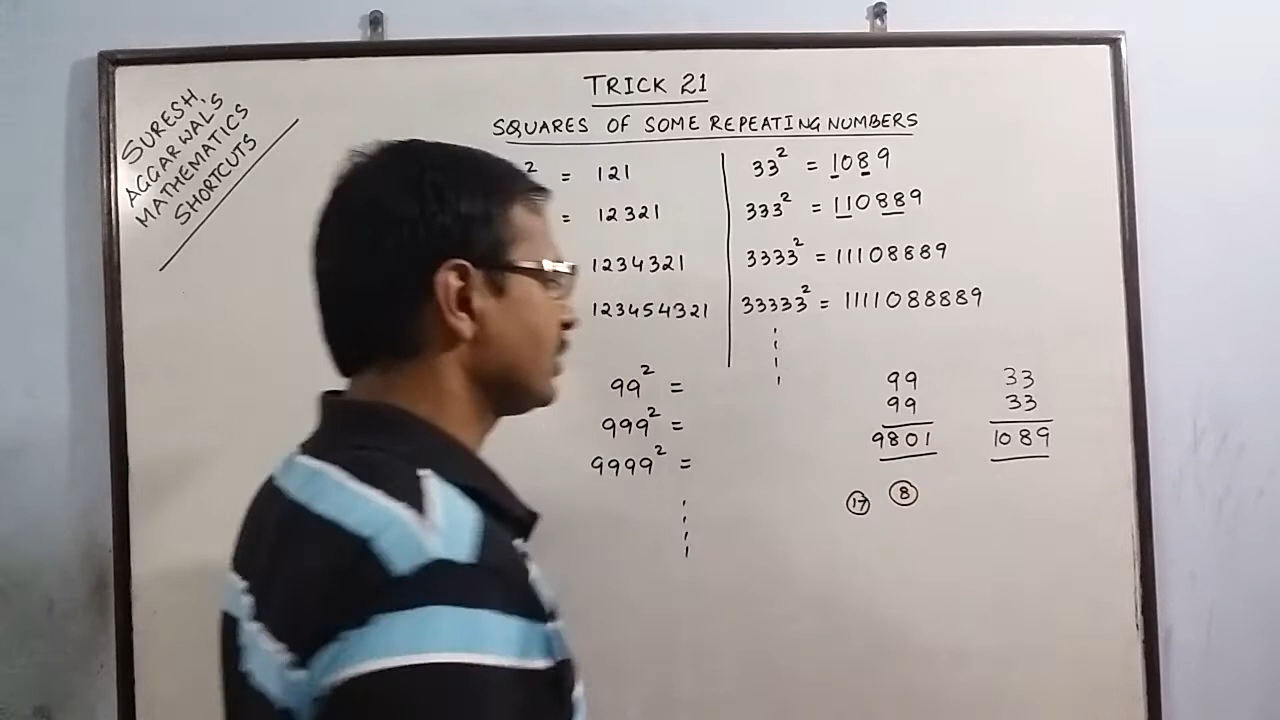 SURESH
AGGARWAL'S
MATHEMATICS
SHORTCUTS
TRICK 21
SQUARES OF SOME REPEATING NUMBERS
² = 121
= 12321
1234321
123454321
33² = 1089
333² = 110889
3333² = 11108889
33333² = 1111088889
99² =
999² =
9999² =
99
99
9801
17 8
33
33
1089